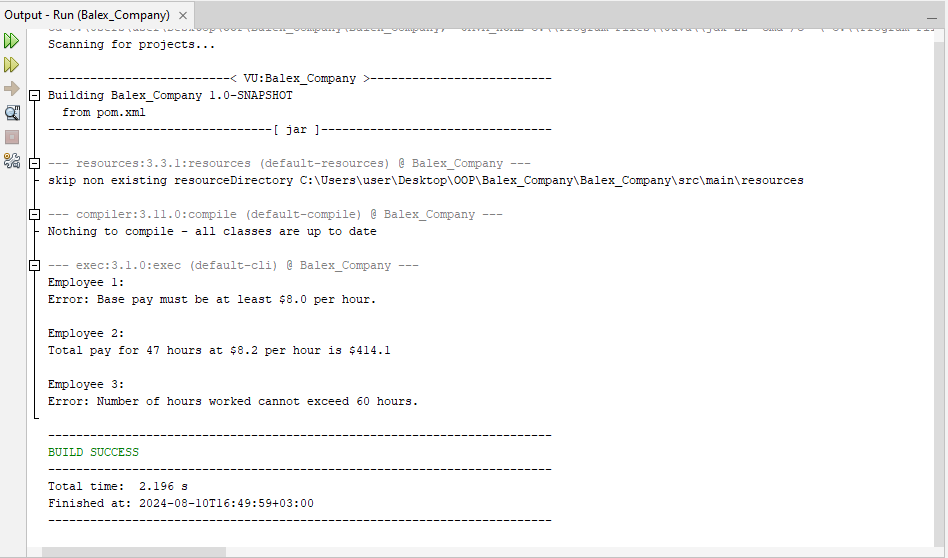 Output - Run (Balex_Company) ×
Scanning for projects...
--------------------------< VU:Balex_Company >--------------------------
Building Balex_Company 1.0-SNAPSHOT
from pom.xml
--------------------------------[ jar ]---------------------------------
--- resources:3.3.1:resources (default-resources) @ Balex_Company ---
skip non existing resourceDirectory C:\Users\user\Desktop\OOP\Balex_Company\Balex_Company\src\main\resources
--- compiler:3.11.0:compile (default-compile) @ Balex_Company ---
Nothing to compile - all classes are up to date
--- exec:3.1.0:exec (default-cli) @ Balex_Company ---
Employee 1:
Error: Base pay must be at least $8.0 per hour.
Employee 2:
Total pay for 47 hours at $8.2 per hour is $414.1
Employee 3:
Error: Number of hours worked cannot exceed 60 hours.
------------------------------------------------------------------------
BUILD SUCCESS
------------------------------------------------------------------------
Total time:  2.196 s
Finished at: 2024-08-10T16:49:59+03:00
------------------------------------------------------------------------